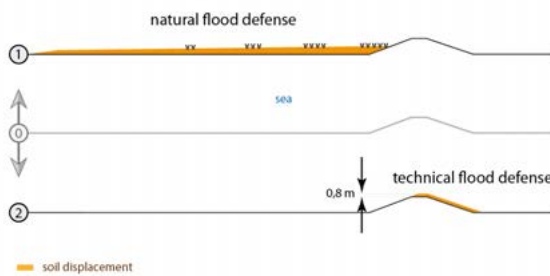 natural flood defense
1
sea
0
technical flood defense
0,8 m
2
soil displacement